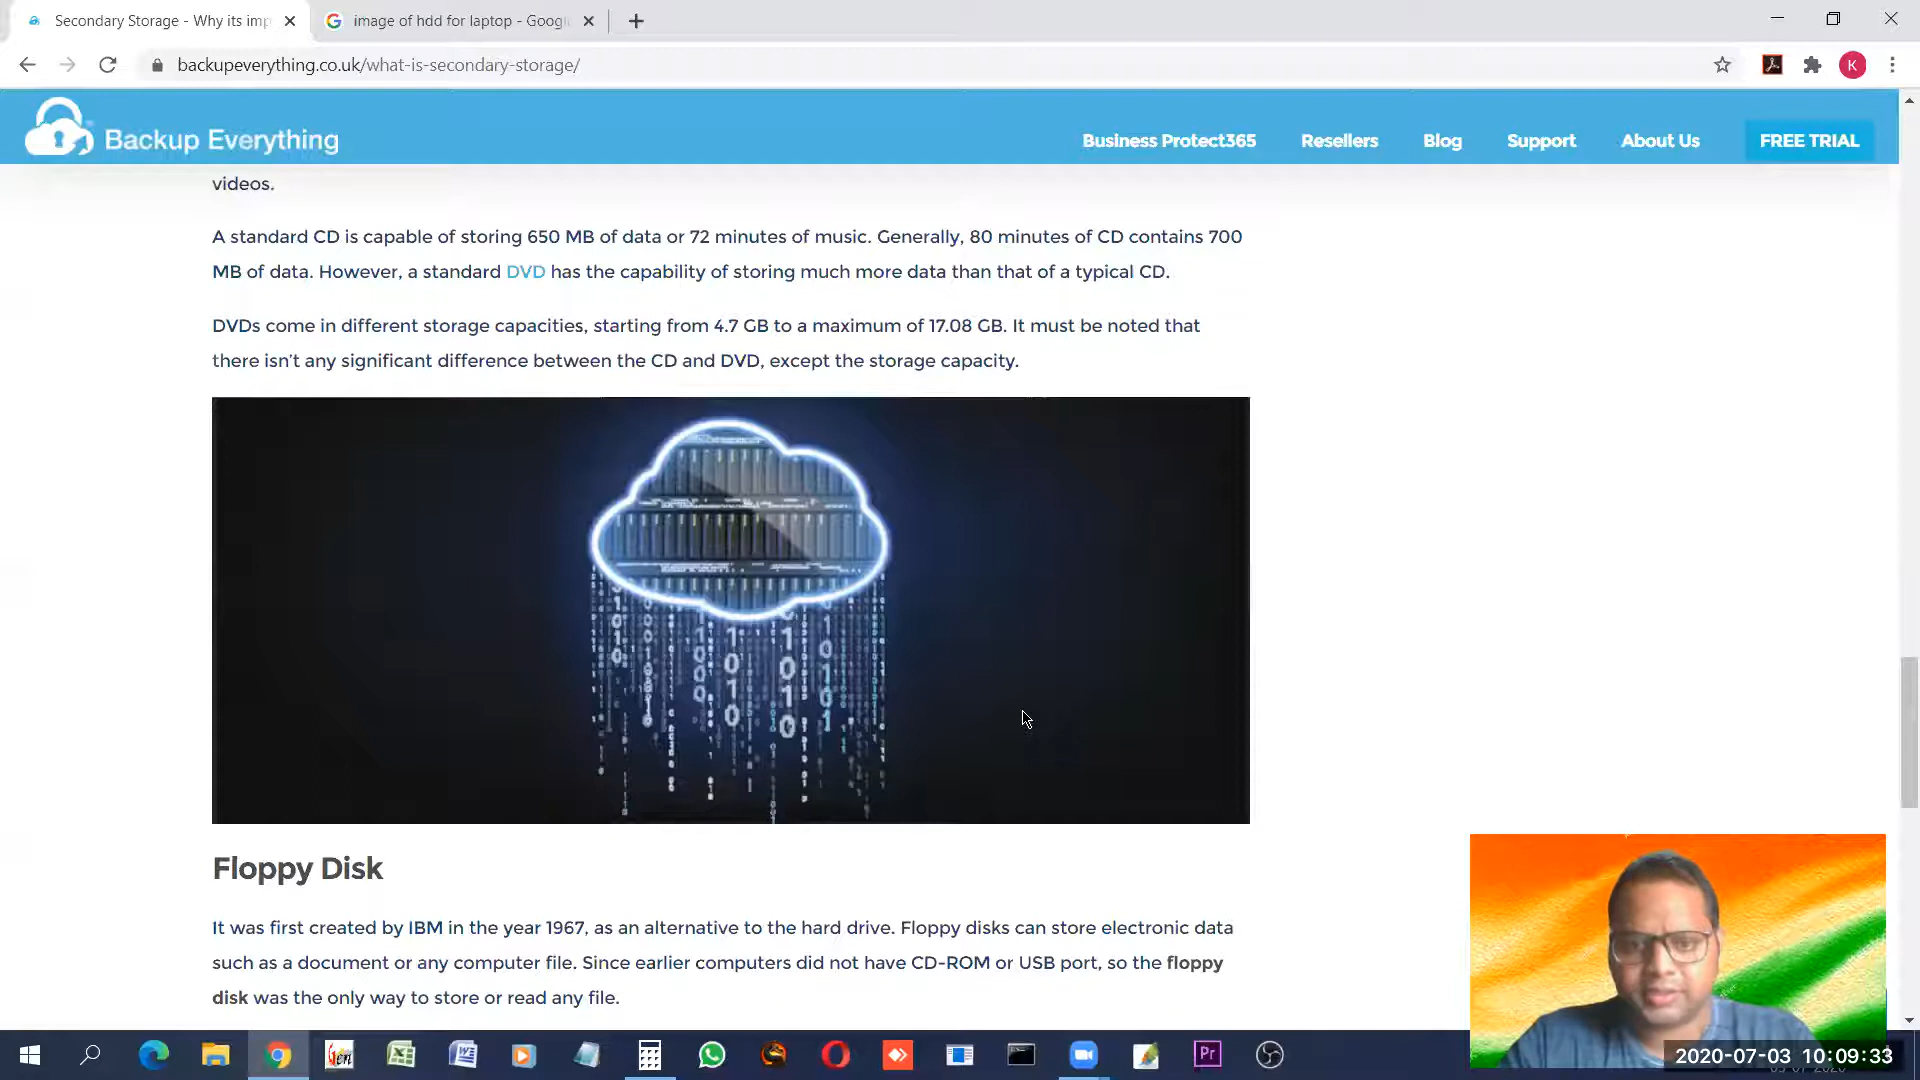 Secondary Storage - Why its imp
image of hdd for laptop - Goog
backupeverything.co.uk/what-is-secondary-storage/
K
Backup Everything
Business Protect365
Resellers
Blog
Support
About Us
FREE TRIAL
videos.
A standard CD is capable of storing 650 MB of data or 72 minutes of music. Generally, 80 minutes of CD contains 700
MB of data. However, a standard DVD has the capability of storing much more data than that of a typical CD.
DVDs come in different storage capacities, starting from 4.7 GB to a maximum of 17.08 GB. It must be noted that
there isn't any significant difference between the CD and DVD, except the storage capacity.
Floppy Disk
It was first created by IBM in the year 1967, as an alternative to the hard drive. Floppy disks can store electronic data
such as a document or any computer file. Since earlier computers did not have CD-ROM or USB port, so the floppy
disk was the only way to store or read any file.
Gen
Pr
2020-07-03 10:09:33